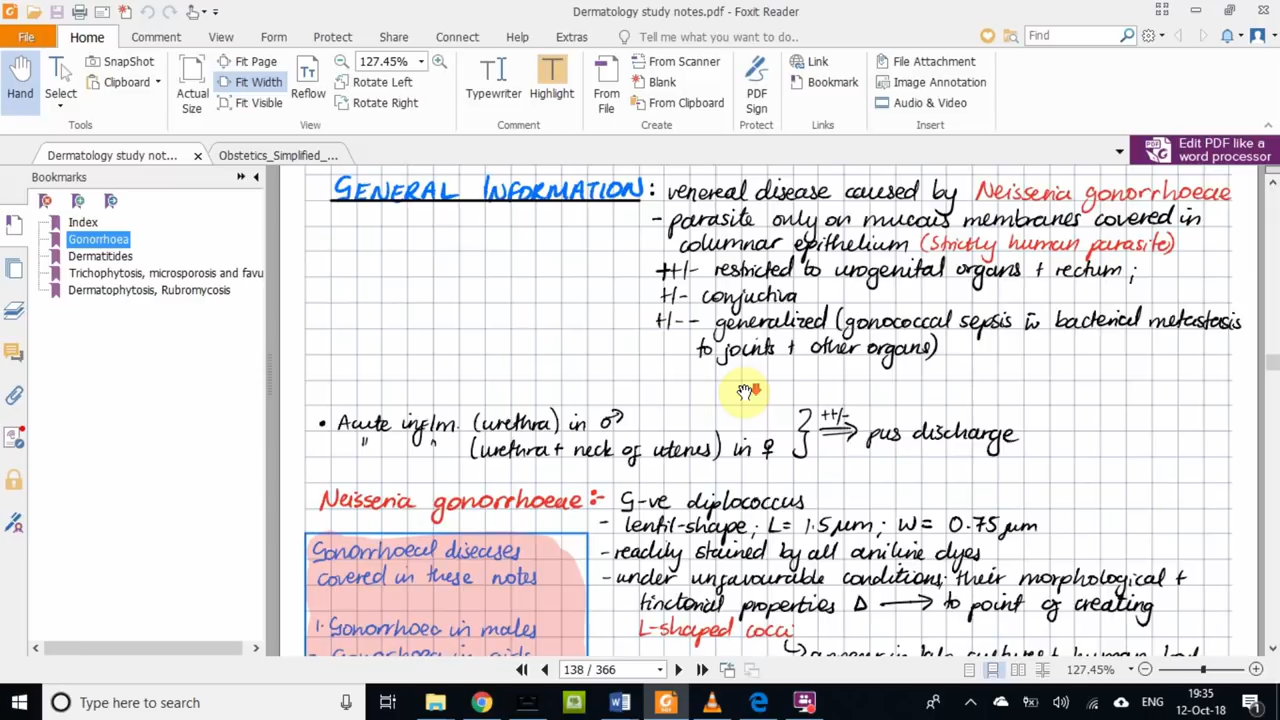 Dermatology study notes.pdf - Foxit Reader
File Home Comment View Form Protect Share Connect Help Extras Tell me what you want to do... Find
SnapShot
Clipboard
Hand
Select
Tools
Actual Size
Fit Page
Fit Width
Fit Visible
Reflow
127.45%
Rotate Left
Rotate Right
View
Typewriter
Highlight
Comment
From File
From Scanner
Blank
From Clipboard
Create
PDF Sign
Protect
Link
Bookmark
Links
File Attachment
Image Annotation
Audio & Video
Insert
Dermatology study not...
Obstetics_Simplified_...
Edit PDF like a
word processor
Bookmarks
Index
Gonorrhoea
Dermatitides
Trichophytosis, microsporosis and favu
Dermatophytosis, Rubromycosis
GENERAL INFORMATION: venereal disease caused by Neisseria gonorrhoeae
- parasite only on mucous membranes covered in
columnar epithelium (strictly human parasite)
++/- restricted to urogenital organs + rectum;
+/- conjuctiva
+/-- generalized (gonococcal sepsis w bacterial metastasis
to joints + other organs)
• Acute inflm. (urethra) in ♂
" " (urethra + neck of uterus) in ♀ } ++/- ⇒ pus discharge
Neisseria gonorrhoeae :- G-ve diplococcus
- lentil-shape; L= 1.5μm; W= 0.75μm
- readily stained by all aniline dyes
- under unfavourable conditions; their morphological +
tinctorial properties Δ → to point of creating
L-shaped cocci
Gonorrhoeal diseases
covered in these notes
1. Gonorrhoea in males
138 / 366
127.45%
Type here to search
ENG
19:35
12-Oct-18